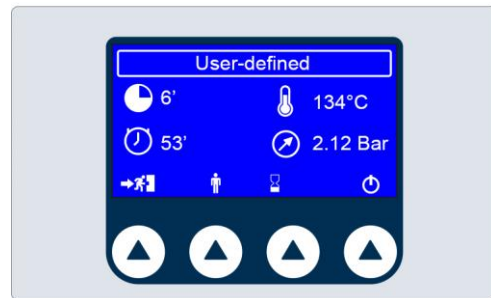 User-defined
6’ 134°C
53’ 2.12 Bar